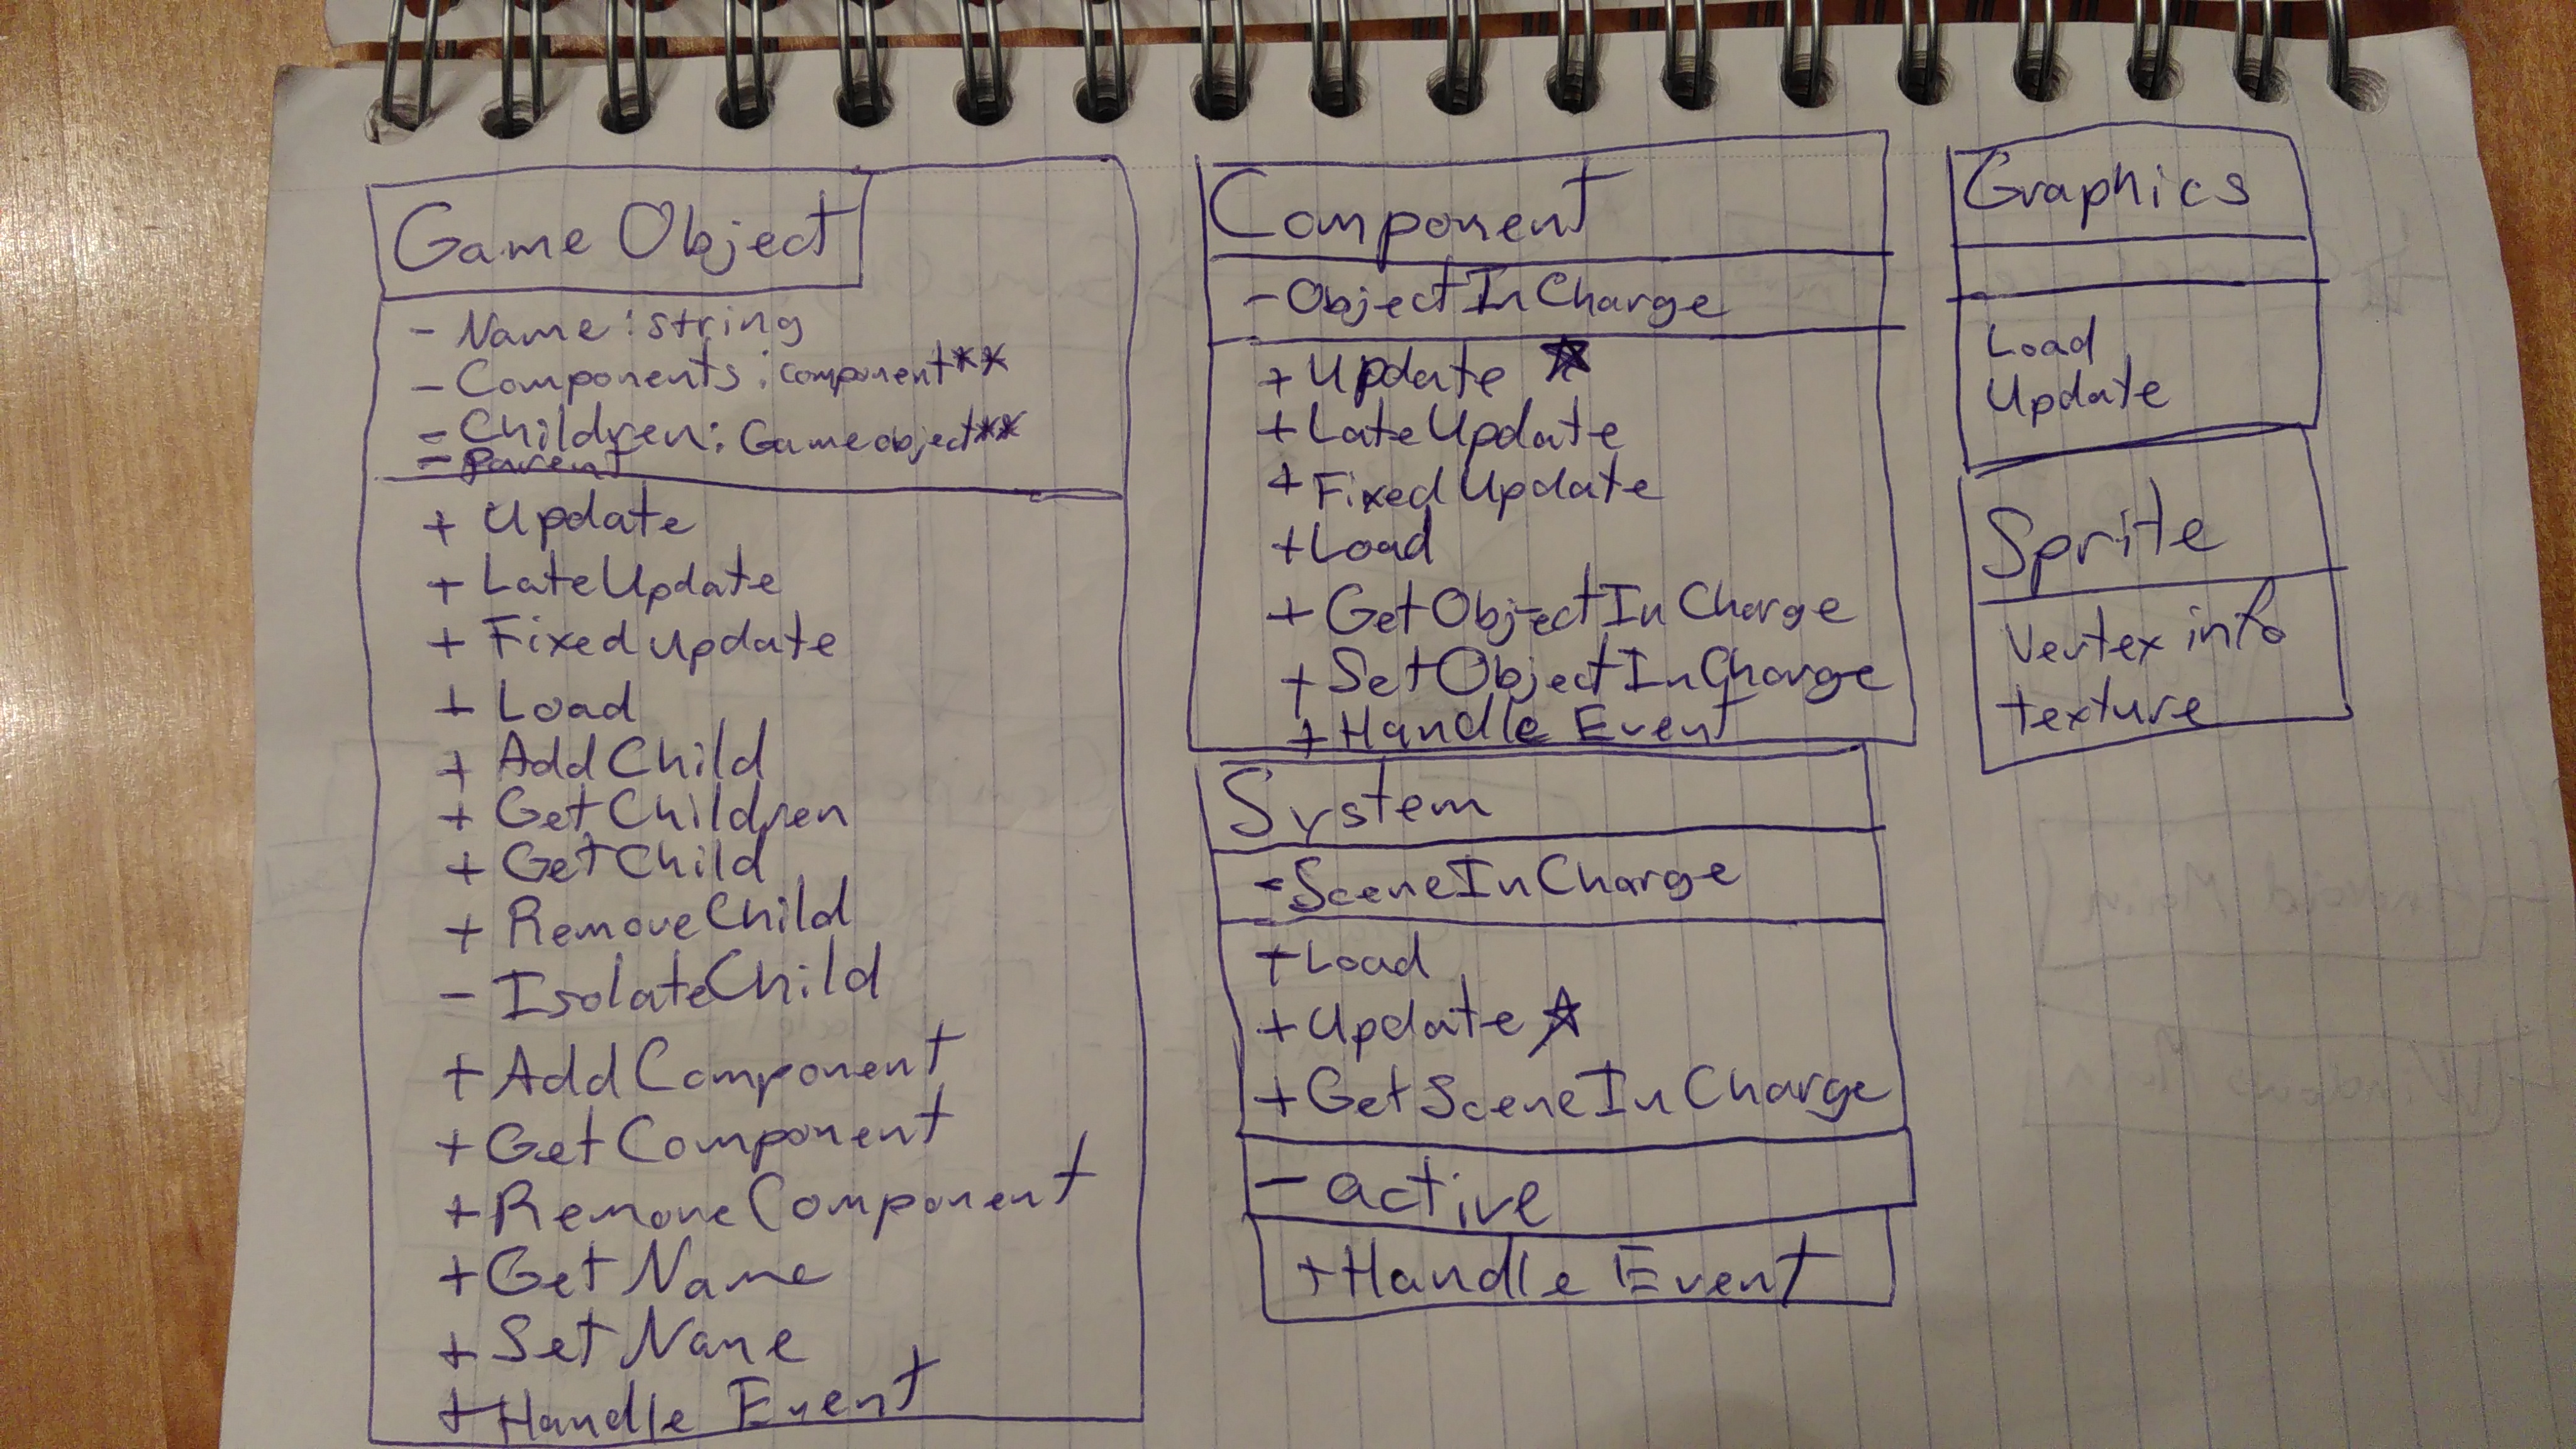 Game Object
- Name: string
- Components: component**
- Children: Gameobject**
- Parent
+ Update
+ LateUpdate
+ Fixed update
+ Load
+ AddChild
+ GetChildren
+ GetChild
+ RemoveChild
- IsolateChild
+ AddComponent
+ GetComponent
+ RemoveComponent
+ GetName
+ SetName
+ Handle Event
Component
- ObjectInCharge
+ Update ☆
+ LateUpdate
+ FixedUpdate
+ Load
+ GetObjectInCharge
+ SetObjectInCharge
+ Handle Event
System
- SceneInCharge
+ Load
+ Update ☆
+ GetSceneInCharge
- active
+ Handle Event
Graphics
Load
Update
Sprite
Vertex info
texture